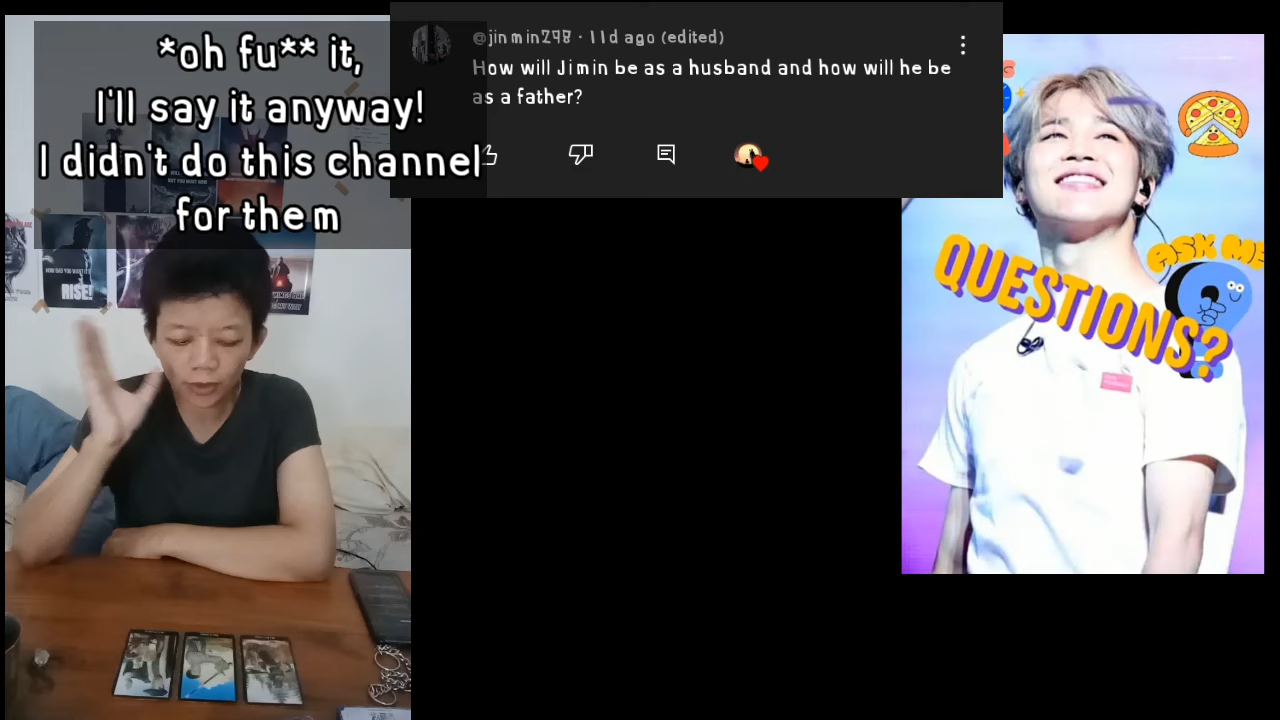 *oh fu** it,
I'll say it anyway!
I didn't do this channel
for them
@jinmin298 · 11d ago (edited)
How will Jimin be as a husband and how will he be
as a father?
RISE!
ASK ME
QUESTIONS?